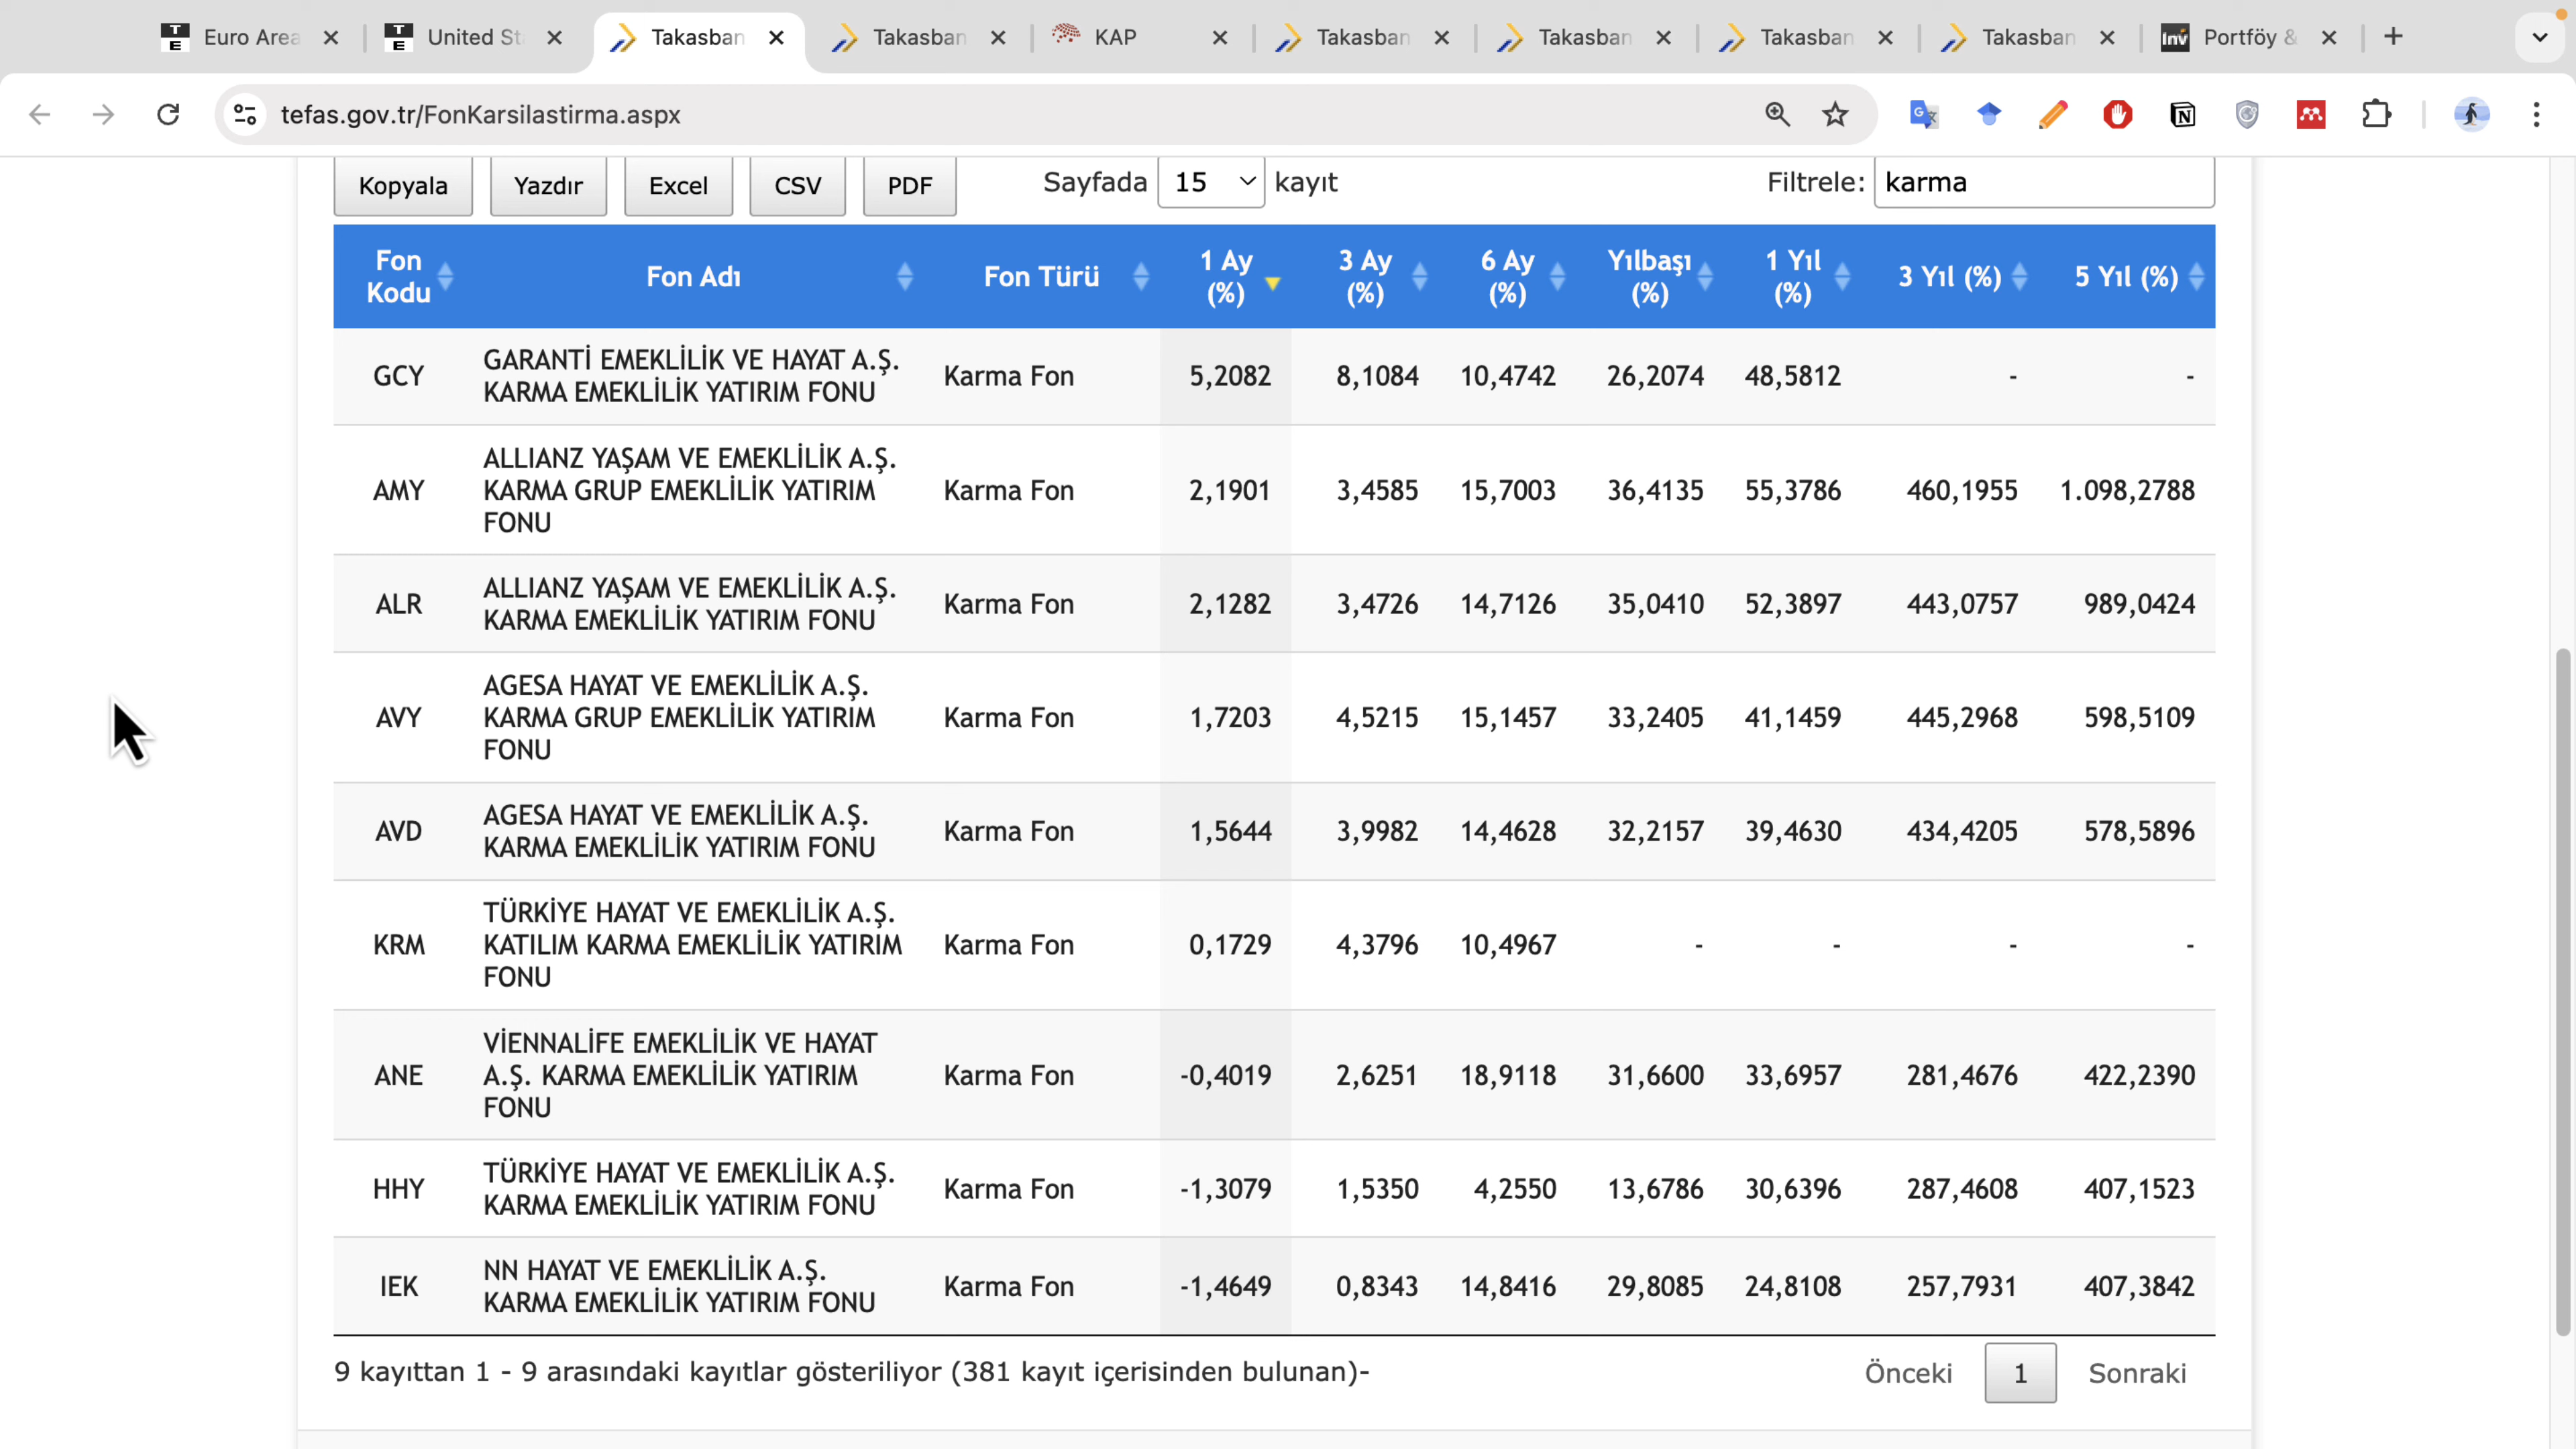 Euro Area
United St
Takasban
Takasban
KAP
Takasban
Takasban
Takasban
Takasban
Portföy &
tefas.gov.tr/FonKarsilastirma.aspx
Kopyala Yazdır Excel CSV PDF Sayfada 15 kayıt Filtrele: karma
Fon Kodu Fon Adı Fon Türü 1 Ay (%) 3 Ay (%) 6 Ay (%) Yılbaşı (%) 1 Yıl (%) 3 Yıl (%) 5 Yıl (%)
GCY
GARANTİ EMEKLİLİK VE HAYAT A.Ş.
KARMA EMEKLİLİK YATIRIM FONU
Karma Fon 5,2082 8,1084 10,4742 26,2074 48,5812 - -
AMY
ALLIANZ YAŞAM VE EMEKLİLİK A.Ş.
KARMA GRUP EMEKLİLİK YATIRIM
FONU
Karma Fon 2,1901 3,4585 15,7003 36,4135 55,3786 460,1955 1.098,2788
ALR
ALLIANZ YAŞAM VE EMEKLİLİK A.Ş.
KARMA EMEKLİLİK YATIRIM FONU
Karma Fon 2,1282 3,4726 14,7126 35,0410 52,3897 443,0757 989,0424
AVY
AGESA HAYAT VE EMEKLİLİK A.Ş.
KARMA GRUP EMEKLİLİK YATIRIM
FONU
Karma Fon 1,7203 4,5215 15,1457 33,2405 41,1459 445,2968 598,5109
AVD
AGESA HAYAT VE EMEKLİLİK A.Ş.
KARMA EMEKLİLİK YATIRIM FONU
Karma Fon 1,5644 3,9982 14,4628 32,2157 39,4630 434,4205 578,5896
KRM
TÜRKİYE HAYAT VE EMEKLİLİK A.Ş.
KATILIM KARMA EMEKLİLİK YATIRIM
FONU
Karma Fon 0,1729 4,3796 10,4967 - - - -
ANE
VİENNALİFE EMEKLİLİK VE HAYAT
A.Ş. KARMA EMEKLİLİK YATIRIM
FONU
Karma Fon -0,4019 2,6251 18,9118 31,6600 33,6957 281,4676 422,2390
HHY
TÜRKİYE HAYAT VE EMEKLİLİK A.Ş.
KARMA EMEKLİLİK YATIRIM FONU
Karma Fon -1,3079 1,5350 4,2550 13,6786 30,6396 287,4608 407,1523
IEK
NN HAYAT VE EMEKLİLİK A.Ş.
KARMA EMEKLİLİK YATIRIM FONU
Karma Fon -1,4649 0,8343 14,8416 29,8085 24,8108 257,7931 407,3842
9 kayıttan 1 - 9 arasındaki kayıtlar gösteriliyor (381 kayıt içerisinden bulunan)-
Önceki 1 Sonraki